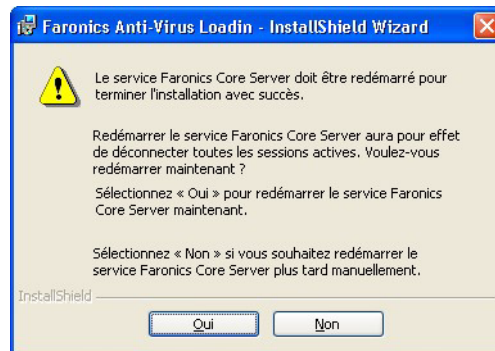 Faronics Anti-Virus Loadin - InstallShield Wizard
Le service Faronics Core Server doit être redémarré pour
terminer l'installation avec succès.
Redémarrer le service Faronics Core Server aura pour effet
de déconnecter toutes les sessions actives. Voulez-vous
redémarrer maintenant ?
Sélectionnez « Oui » pour redémarrer le service Faronics
Core Server maintenant.
Sélectionnez « Non » si vous souhaitez redémarrer le
service Faronics Core Server plus tard manuellement.
InstallShield
Oui
Non